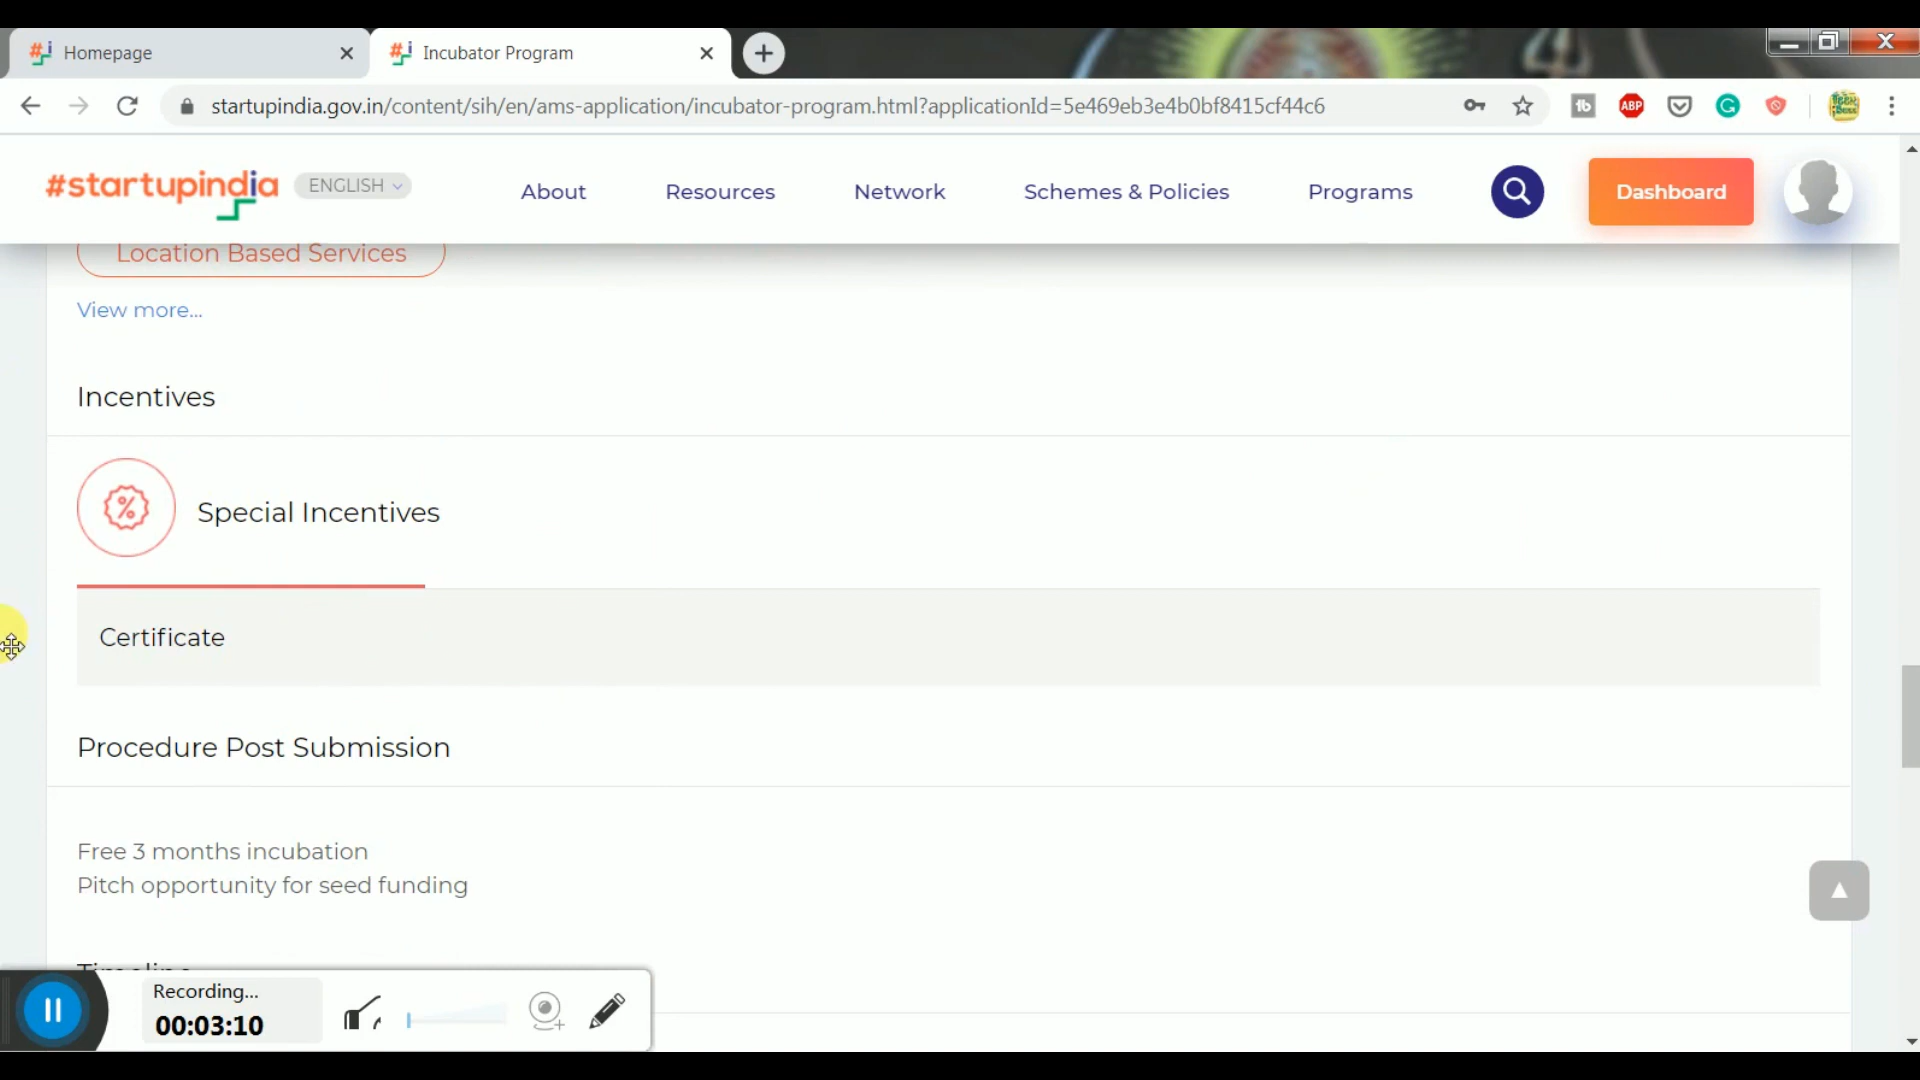 Homepage
Incubator Program
startupindia.gov.in/content/sih/en/ams-application/incubator-program.html?applicationId=5e469eb3e4b0bf8415cf44c6
ABP
#startupindia
ENGLISH
About
Resources
Network
Schemes & Policies
Programs
Dashboard
Location Based Services
View more...
Incentives
Special Incentives
Certificate
Procedure Post Submission
Free 3 months incubation
Pitch opportunity for seed funding
Timeline
Recording...
00:03:10